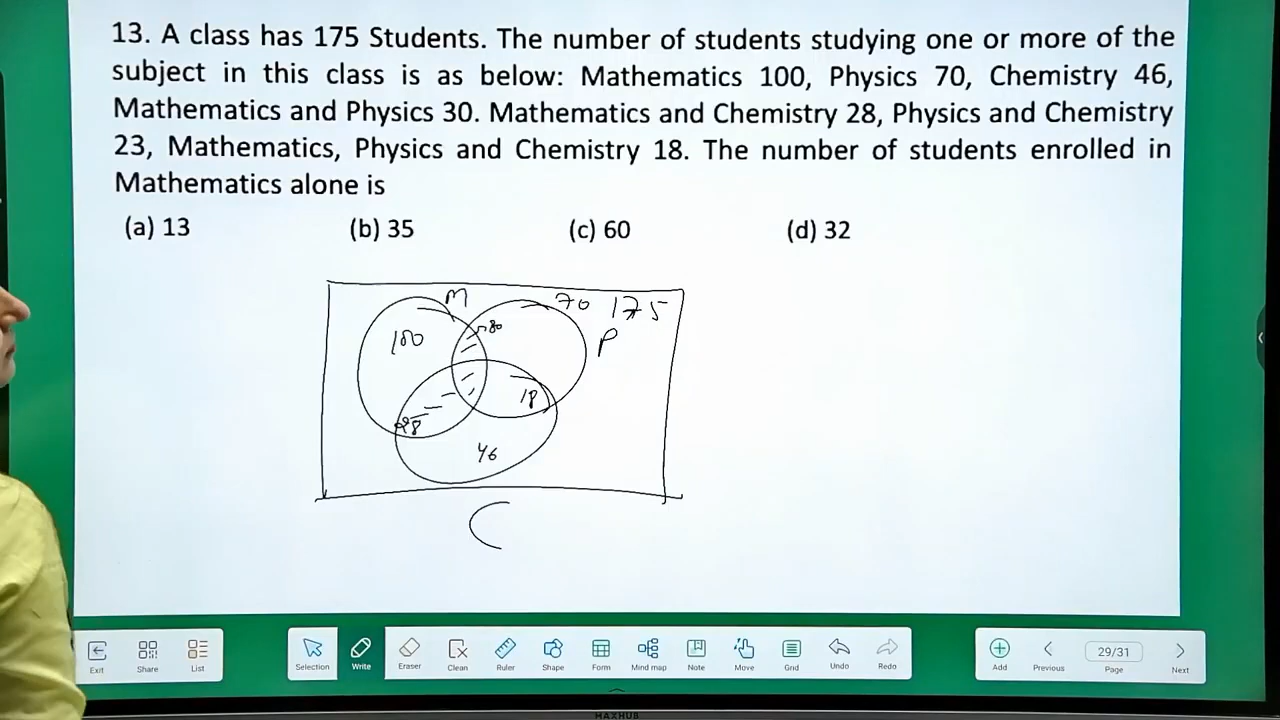 13. A class has 175 Students. The number of students studying one or more of the
subject in this class is as below: Mathematics 100, Physics 70, Chemistry 46,
Mathematics and Physics 30. Mathematics and Chemistry 28, Physics and Chemistry
23, Mathematics, Physics and Chemistry 18. The number of students enrolled in
Mathematics alone is
(a) 13 (b) 35 (c) 60 (d) 32
M 70 175
100 P
18
28
46
C
Exit Share List Selection Write Eraser Clean Ruler Shape Form Mind map Note Move Grid Undo Redo Add Previous 29/31 Page Next
MAXHUB